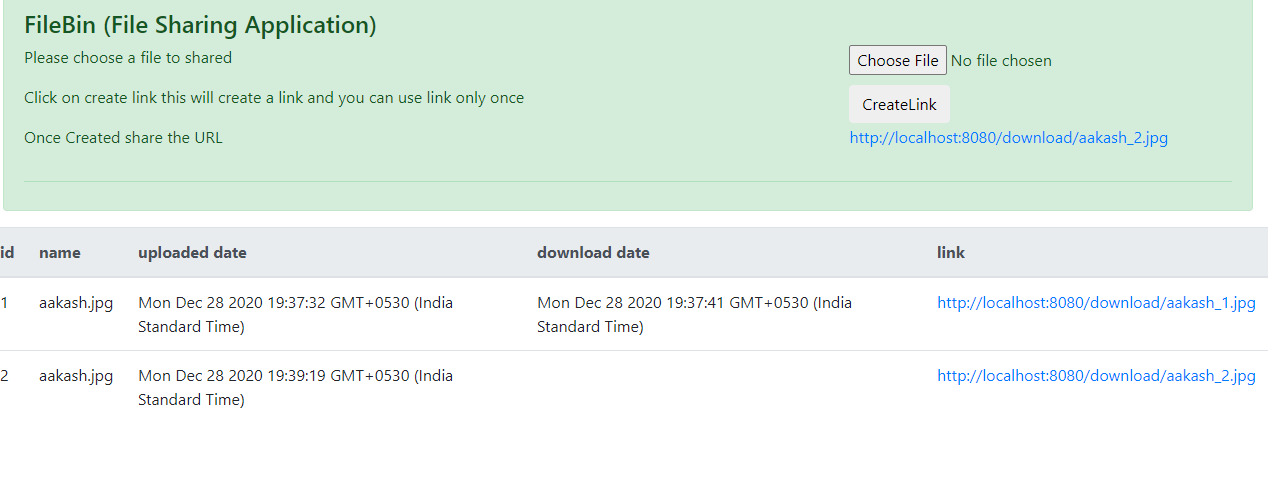 FileBin (File Sharing Application)
Please choose a file to shared
Choose File No file chosen
Click on create link this will create a link and you can use link only once
CreateLink
Once Created share the URL
http://localhost:8080/download/aakash_2.jpg
id name uploaded date download date link
1 aakash.jpg Mon Dec 28 2020 19:37:32 GMT+0530 (India Mon Dec 28 2020 19:37:41 GMT+0530 (India http://localhost:8080/download/aakash_1.jpg
Standard Time) Standard Time)
2 aakash.jpg Mon Dec 28 2020 19:39:19 GMT+0530 (India http://localhost:8080/download/aakash_2.jpg
Standard Time)